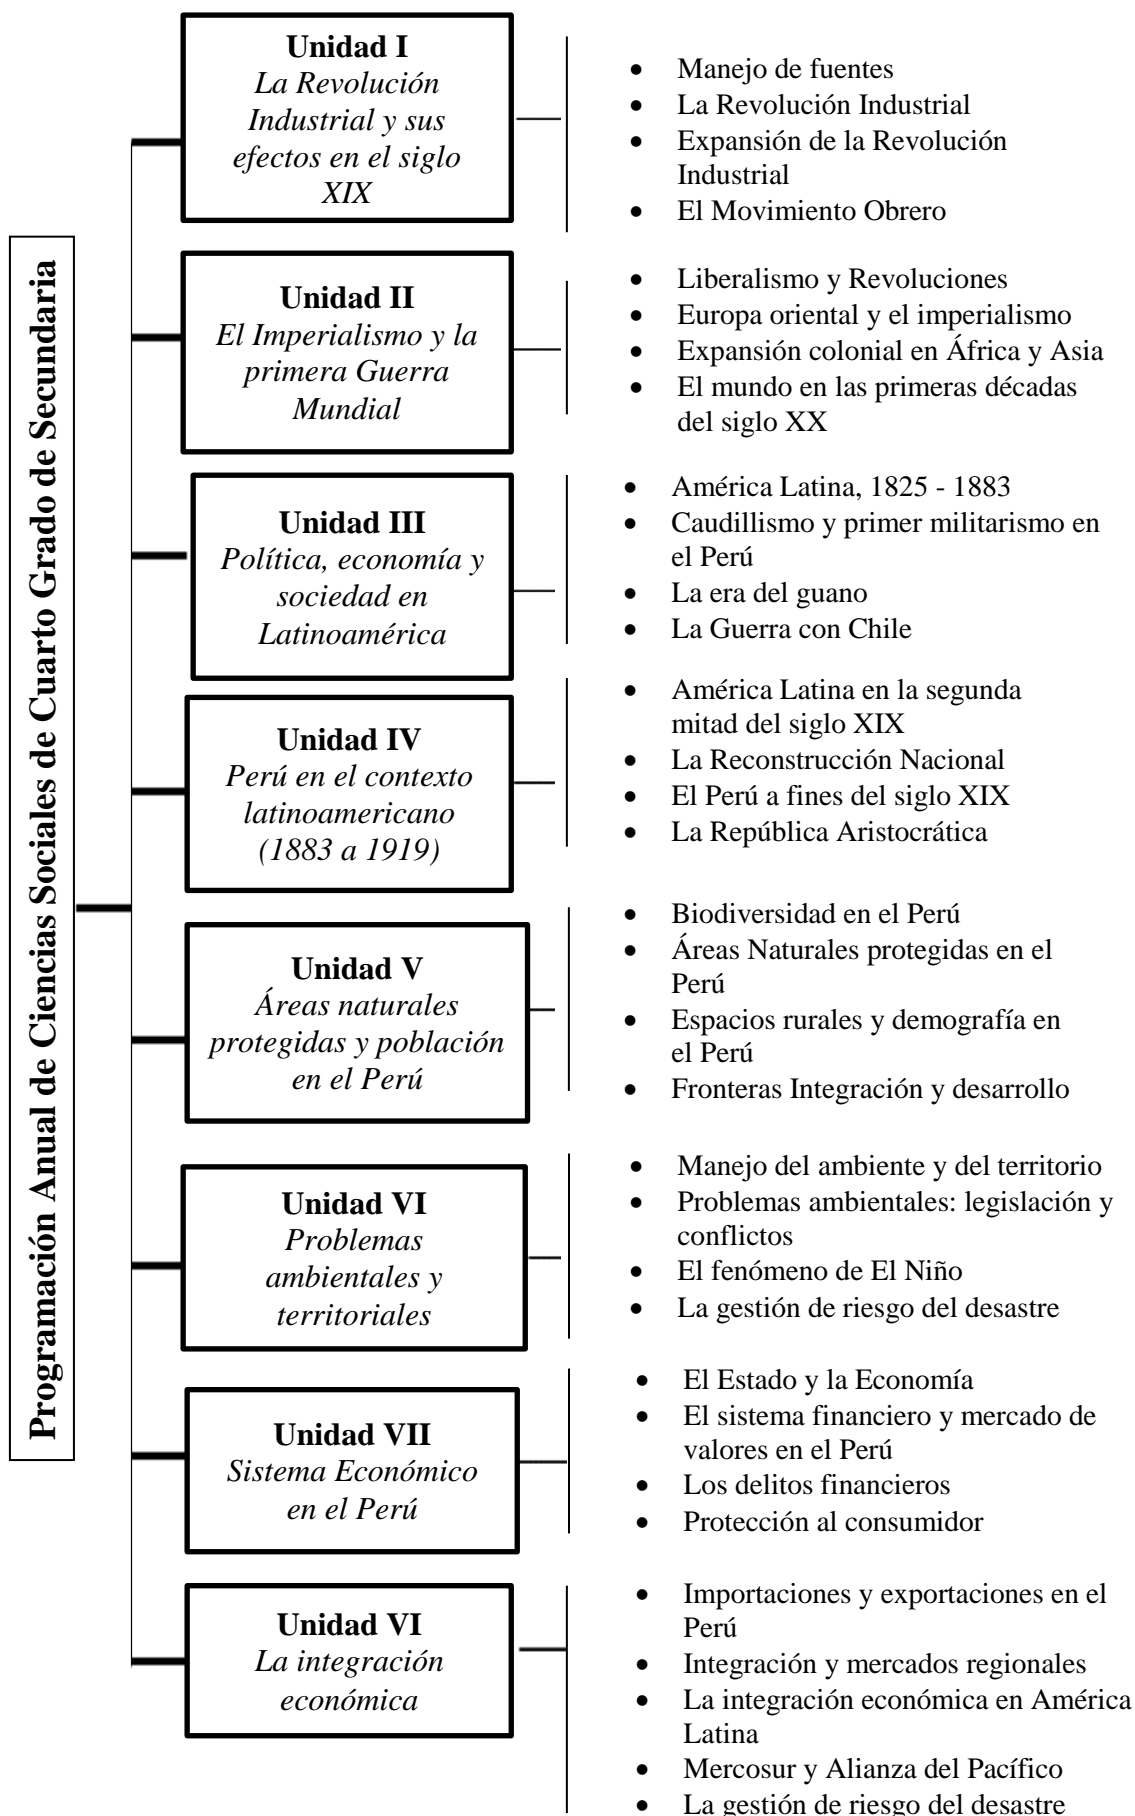 Programación Anual de Ciencias Sociales de Cuarto Grado de Secundaria
Unidad I
La Revolución
Industrial y sus
efectos en el siglo
XIX
• Manejo de fuentes
• La Revolución Industrial
• Expansión de la Revolución
Industrial
• El Movimiento Obrero
Unidad II
El Imperialismo y la
primera Guerra
Mundial
• Liberalismo y Revoluciones
• Europa oriental y el imperialismo
• Expansión colonial en África y Asia
• El mundo en las primeras décadas
del siglo XX
Unidad III
Política, economía y
sociedad en
Latinoamérica
• América Latina, 1825 - 1883
• Caudillismo y primer militarismo en
el Perú
• La era del guano
• La Guerra con Chile
Unidad IV
Perú en el contexto
latinoamericano
(1883 a 1919)
• América Latina en la segunda
mitad del siglo XIX
• La Reconstrucción Nacional
• El Perú a fines del siglo XIX
• La República Aristocrática
Unidad V
Áreas naturales
protegidas y población
en el Perú
• Biodiversidad en el Perú
• Áreas Naturales protegidas en el
Perú
• Espacios rurales y demografía en
el Perú
• Fronteras Integración y desarrollo
Unidad VI
Problemas
ambientales y
territoriales
• Manejo del ambiente y del territorio
• Problemas ambientales: legislación y
conflictos
• El fenómeno de El Niño
• La gestión de riesgo del desastre
Unidad VII
Sistema Económico
en el Perú
• El Estado y la Economía
• El sistema financiero y mercado de
valores en el Perú
• Los delitos financieros
• Protección al consumidor
Unidad VI
La integración
económica
• Importaciones y exportaciones en el
Perú
• Integración y mercados regionales
• La integración económica en América
Latina
• Mercosur y Alianza del Pacífico
• La gestión de riesgo del desastre